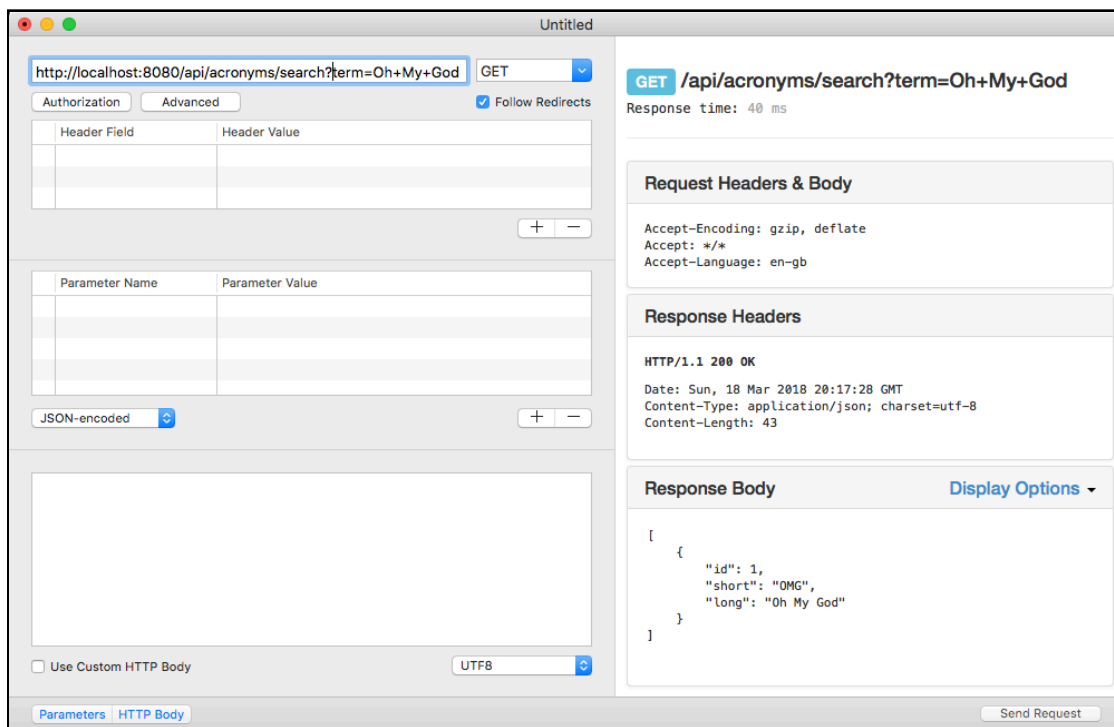 Untitled
http://localhost:8080/api/acronyms/search?term=Oh+My+God
GET
Authorization
Advanced
Follow Redirects
Header Field
Header Value
+
−
Parameter Name
Parameter Value
JSON-encoded
+
−
Use Custom HTTP Body
UTF8
Parameters
HTTP Body
GET /api/acronyms/search?term=Oh+My+God
Response time: 40 ms
Request Headers & Body
Accept-Encoding: gzip, deflate
Accept: */*
Accept-Language: en-gb
Response Headers
HTTP/1.1 200 OK
Date: Sun, 18 Mar 2018 20:17:28 GMT
Content-Type: application/json; charset=utf-8
Content-Length: 43
Response Body
Display Options
[
{
"id": 1,
"short": "OMG",
"long": "Oh My God"
}
]
Send Request